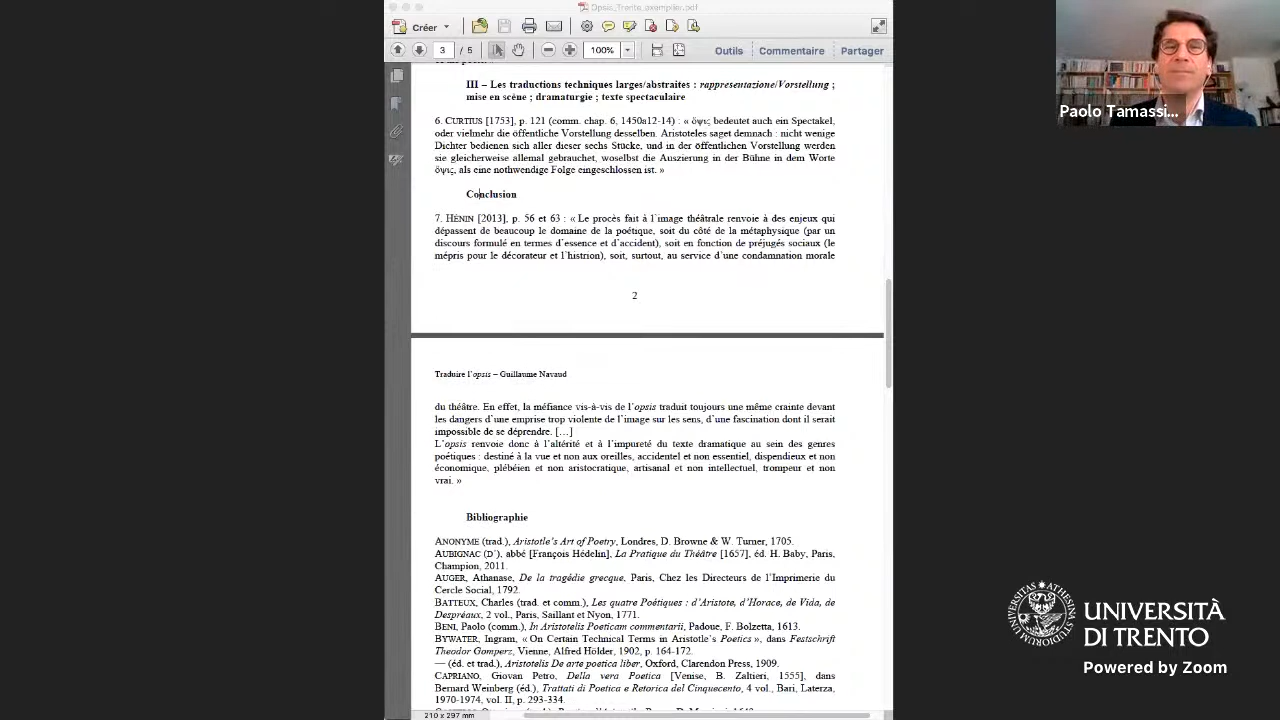 Opsis_Trente_exemplier.pdf
Créer
3 / 5
100%
Outils
Commentaire
Partager
III – Les traductions techniques larges/abstraites : rappresentazione/Vorstellung ;
mise en scène ; dramaturgie ; texte spectaculaire
6. CURTIUS [1753], p. 121 (comm. chap. 6, 1450a12-14) : « ὄψις bedeutet auch ein Spectakel,
oder vielmehr die öffentliche Vorstellung desselben. Aristoteles saget demnach : nicht wenige
Dichter bedienen sich aller dieser sechs Stücke, und in der öffentlichen Vorstellung werden
sie gleicherweise allemal gebrauchet, woselbst die Auszierung in der Bühne in dem Worte
ὄψις, als eine nothwendige Folge eingeschlossen ist. »
Conclusion
7. HÉNIN [2013], p. 56 et 63 : « Le procès fait à l'image théâtrale renvoie à des enjeux qui
dépassent de beaucoup le domaine de la poétique, soit du côté de la métaphysique (par un
discours formulé en termes d'essence et d'accident), soit en fonction de préjugés sociaux (le
mépris pour le décorateur et l'histrion), soit, surtout, au service d'une condamnation morale
2
Traduire l'opsis – Guillaume Navaud
du théâtre. En effet, la méfiance vis-à-vis de l'opsis traduit toujours une même crainte devant
les dangers d'une emprise trop violente de l'image sur les sens, d'une fascination dont il serait
impossible de se déprendre. […]
L'opsis renvoie donc à l'altérité et à l'impureté du texte dramatique au sein des genres
poétiques : destiné à la vue et non aux oreilles, accidentel et non essentiel, dispendieux et non
économique, plébéien et non aristocratique, artisanal et non intellectuel, trompeur et non
vrai. »
Bibliographie
ANONYME (trad.), Aristotle's Art of Poetry, Londres, D. Browne & W. Turner, 1705.
AUBIGNAC (D'), abbé [François Hédelin], La Pratique du Théâtre [1657], éd. H. Baby, Paris,
Champion, 2011.
AUGER, Athanase, De la tragédie grecque, Paris, Chez les Directeurs de l'Imprimerie du
Cercle Social, 1792.
BATTEUX, Charles (trad. et comm.), Les quatre Poétiques : d'Aristote, d'Horace, de Vida, de
Despréaux, 2 vol., Paris, Saillant et Nyon, 1771.
BENI, Paolo (comm.), In Aristotelis Poeticam commentarii, Padoue, F. Bolzetta, 1613.
BYWATER, Ingram, « On Certain Technical Terms in Aristotle's Poetics », dans Festschrift
Theodor Gomperz, Vienne, Alfred Hölder, 1902, p. 164-172.
— (éd. et trad.), Aristotelis De arte poetica liber, Oxford, Clarendon Press, 1909.
CAPRIANO, Giovan Petro, Della vera Poetica [Venise, B. Zaltieri, 1555], dans
Bernard Weinberg (éd.), Trattati di Poetica e Retorica del Cinquecento, 4 vol., Bari, Laterza,
1970-1974, vol. II, p. 293-334.
210 x 297 mm
Paolo Tamassi...
UNIVERSITÀ
DI TRENTO
Powered by Zoom